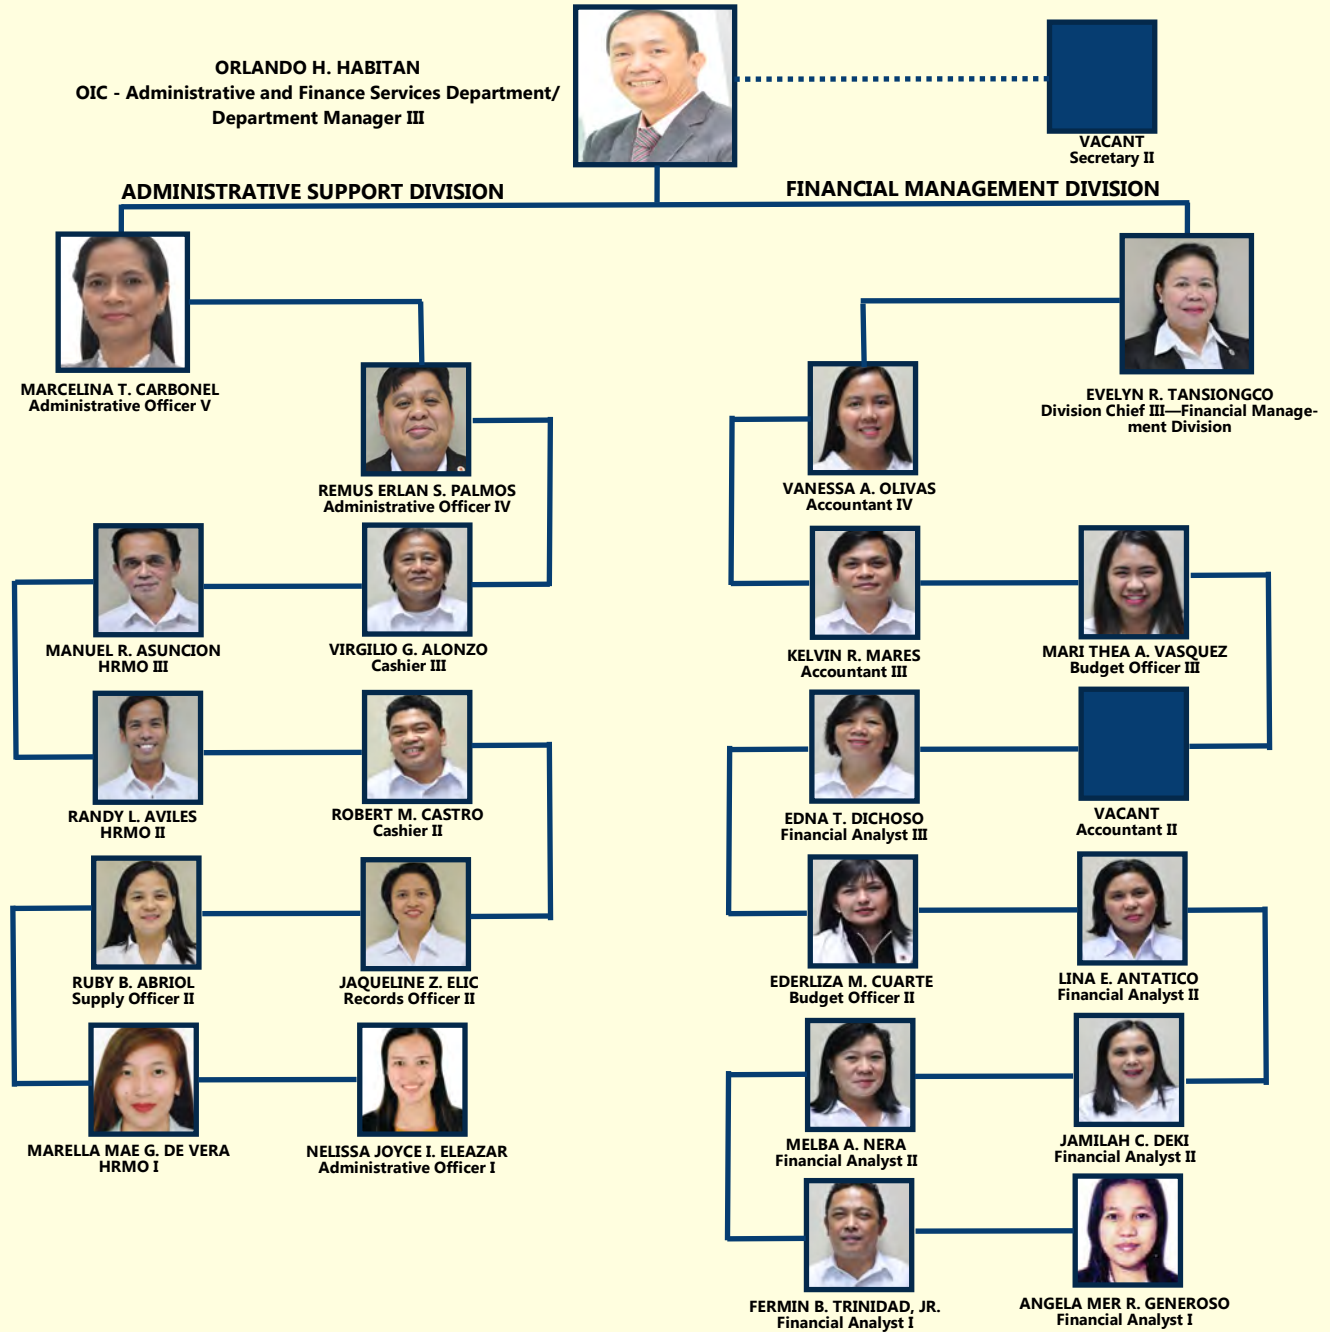 ORLANDO H. HABITAN
OIC - Administrative and Finance Services Department/
Department Manager III
VACANT
Secretary II
ADMINISTRATIVE SUPPORT DIVISION
FINANCIAL MANAGEMENT DIVISION
MARCELINA T. CARBONEL
Administrative Officer V
EVELYN R. TANSIONGCO
Division Chief III—Financial Manage-
ment Division
REMUS ERLAN S. PALMOS
Administrative Officer IV
VANESSA A. OLIVAS
Accountant IV
MANUEL R. ASUNCION
HRMO III
VIRGILIO G. ALONZO
Cashier III
KELVIN R. MARES
Accountant III
MARI THEA A. VASQUEZ
Budget Officer III
RANDY L. AVILES
HRMO II
ROBERT M. CASTRO
Cashier II
EDNA T. DICHOSO
Financial Analyst III
VACANT
Accountant II
RUBY B. ABRIOL
Supply Officer II
JAQUELINE Z. ELIC
Records Officer II
EDERLIZA M. CUARTE
Budget Officer II
LINA E. ANTATICO
Financial Analyst II
MARELLA MAE G. DE VERA
HRMO I
NELISSA JOYCE I. ELEAZAR
Administrative Officer I
MELBA A. NERA
Financial Analyst II
JAMILAH C. DEKI
Financial Analyst II
FERMIN B. TRINIDAD, JR.
Financial Analyst I
ANGELA MER R. GENEROSO
Financial Analyst I